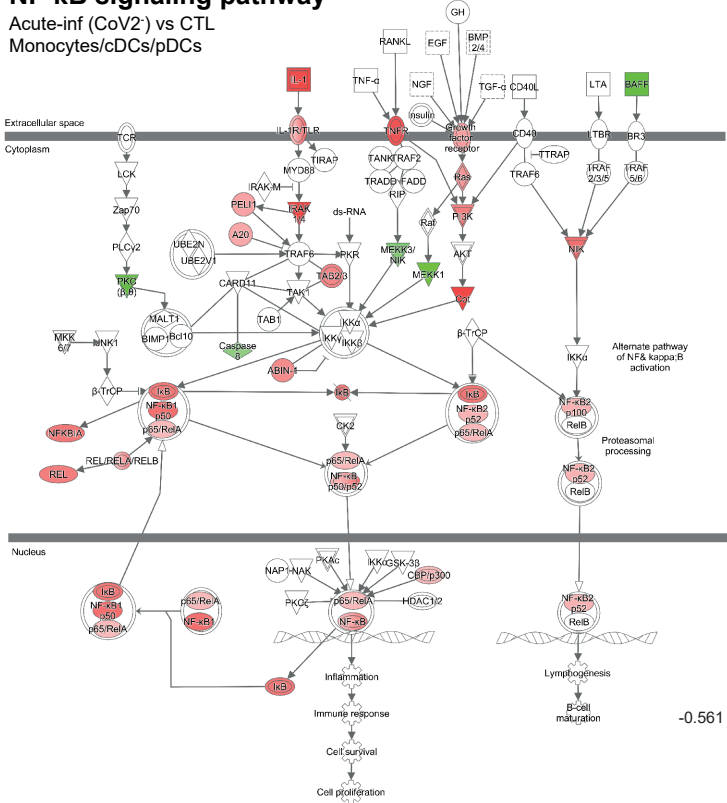 NF-κB signaling pathway
Acute-inf (CoV2-) vs CTL
Monocytes/cDCs/pDCs
GH
RANKL
EGF
BMP
2/4
IL-1
TNF-α
NGF
TGF-α
CD40L
LTA
BAFF
Insulin
Extracellular space
TCR
IL-1R/TLR
TNFR
Growth
factor
receptor
CD40
LTBR
BR3
Cytoplasm
LCK
MYD88
TIRAP
TANK
TRAF2
TTRAP
TRAF6
TRAF
2/3/5
TRAF
5/6
IRAK-M
TRADD
FADD
RIP
Ras
Zap70
PELI1
IRAK
1/4
ds-RNA
Raf
PI3K
PLCγ2
A20
UBE2N
UBE2V1
TRAF6
PKR
MEKK3/
NIK
AKT
NIK
PKC
(β,θ)
CARD11
TAK1
TAB2/3
MEKK1
Cot
MALT1
BIMP1
Bcl10
TAB1
IKKα
IKKγ
IKKβ
β-TrCP
MKK
6/7
JNK1
Caspase
8
IKKα
Alternate pathway
of NF& kappa;B
activation
ABIN-1
β-TrCP
IκB
NF-κB1
p50
p65/RelA
IκB
IκB
NF-κB2
p52
p65/RelA
NF-κB2
p100
RelB
NFKBIA
CK2
Proteasomal
processing
REL
REL/RELA/RELB
p65/RelA
NF-κB
p50/p52
NF-κB2
p52
RelB
Nucleus
NAP1
NAK
PKAc
IKKα
GSK-3β
CBP/p300
IκB
NF-κB1
p50
p65/RelA
p65/RelA
NF-κB1
PKCζ
p65/RelA
NF-κB
HDAC1/2
NF-κB2
p52
RelB
IκB
Inflammation
Lymphogenesis
Immune response
B-cell
maturation
-0.561
Cell survival
Cell proliferation